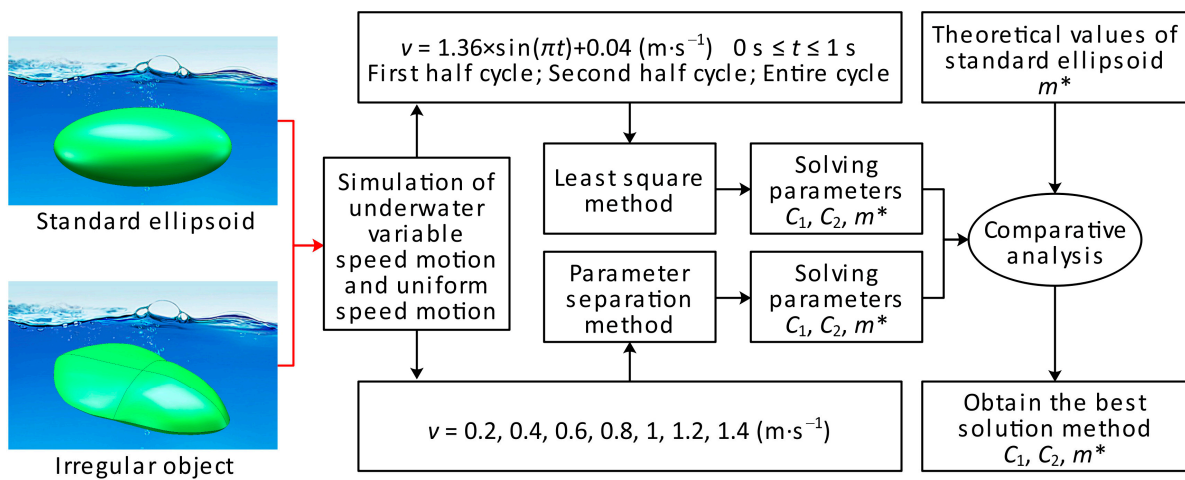 Standard ellipsoid
Irregular object
Simulation of
underwater
variable
speed motion
and uniform
speed motion
v = 1.36×sin(πt)+0.04 (m·s⁻¹)   0 s ≤ t ≤ 1 s
First half cycle; Second half cycle; Entire cycle
Least square
method
Solving
parameters
C₁, C₂, m*
Parameter
separation
method
Solving
parameters
C₁, C₂, m*
v = 0.2, 0.4, 0.6, 0.8, 1, 1.2, 1.4 (m·s⁻¹)
Theoretical values of
standard ellipsoid
m*
Comparative
analysis
Obtain the best
solution method
C₁, C₂, m*